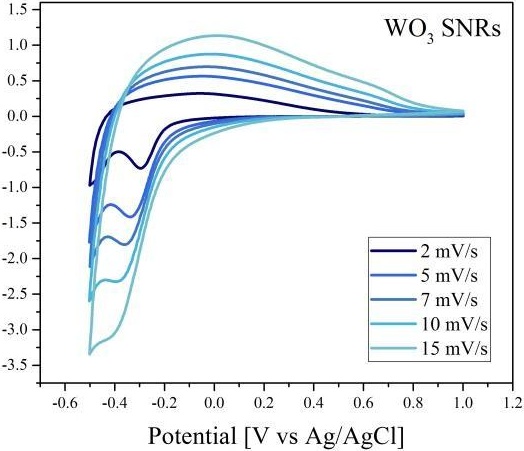 WO3 SNRs
1.5
1.0
0.5
0.0
-0.5
-1.0
-1.5
-2.0
-2.5
-3.0
-3.5
2 mV/s
5 mV/s
7 mV/s
10 mV/s
15 mV/s
-0.6 -0.4 -0.2 0.0 0.2 0.4 0.6 0.8 1.0 1.2
Potential [V vs Ag/AgCl]